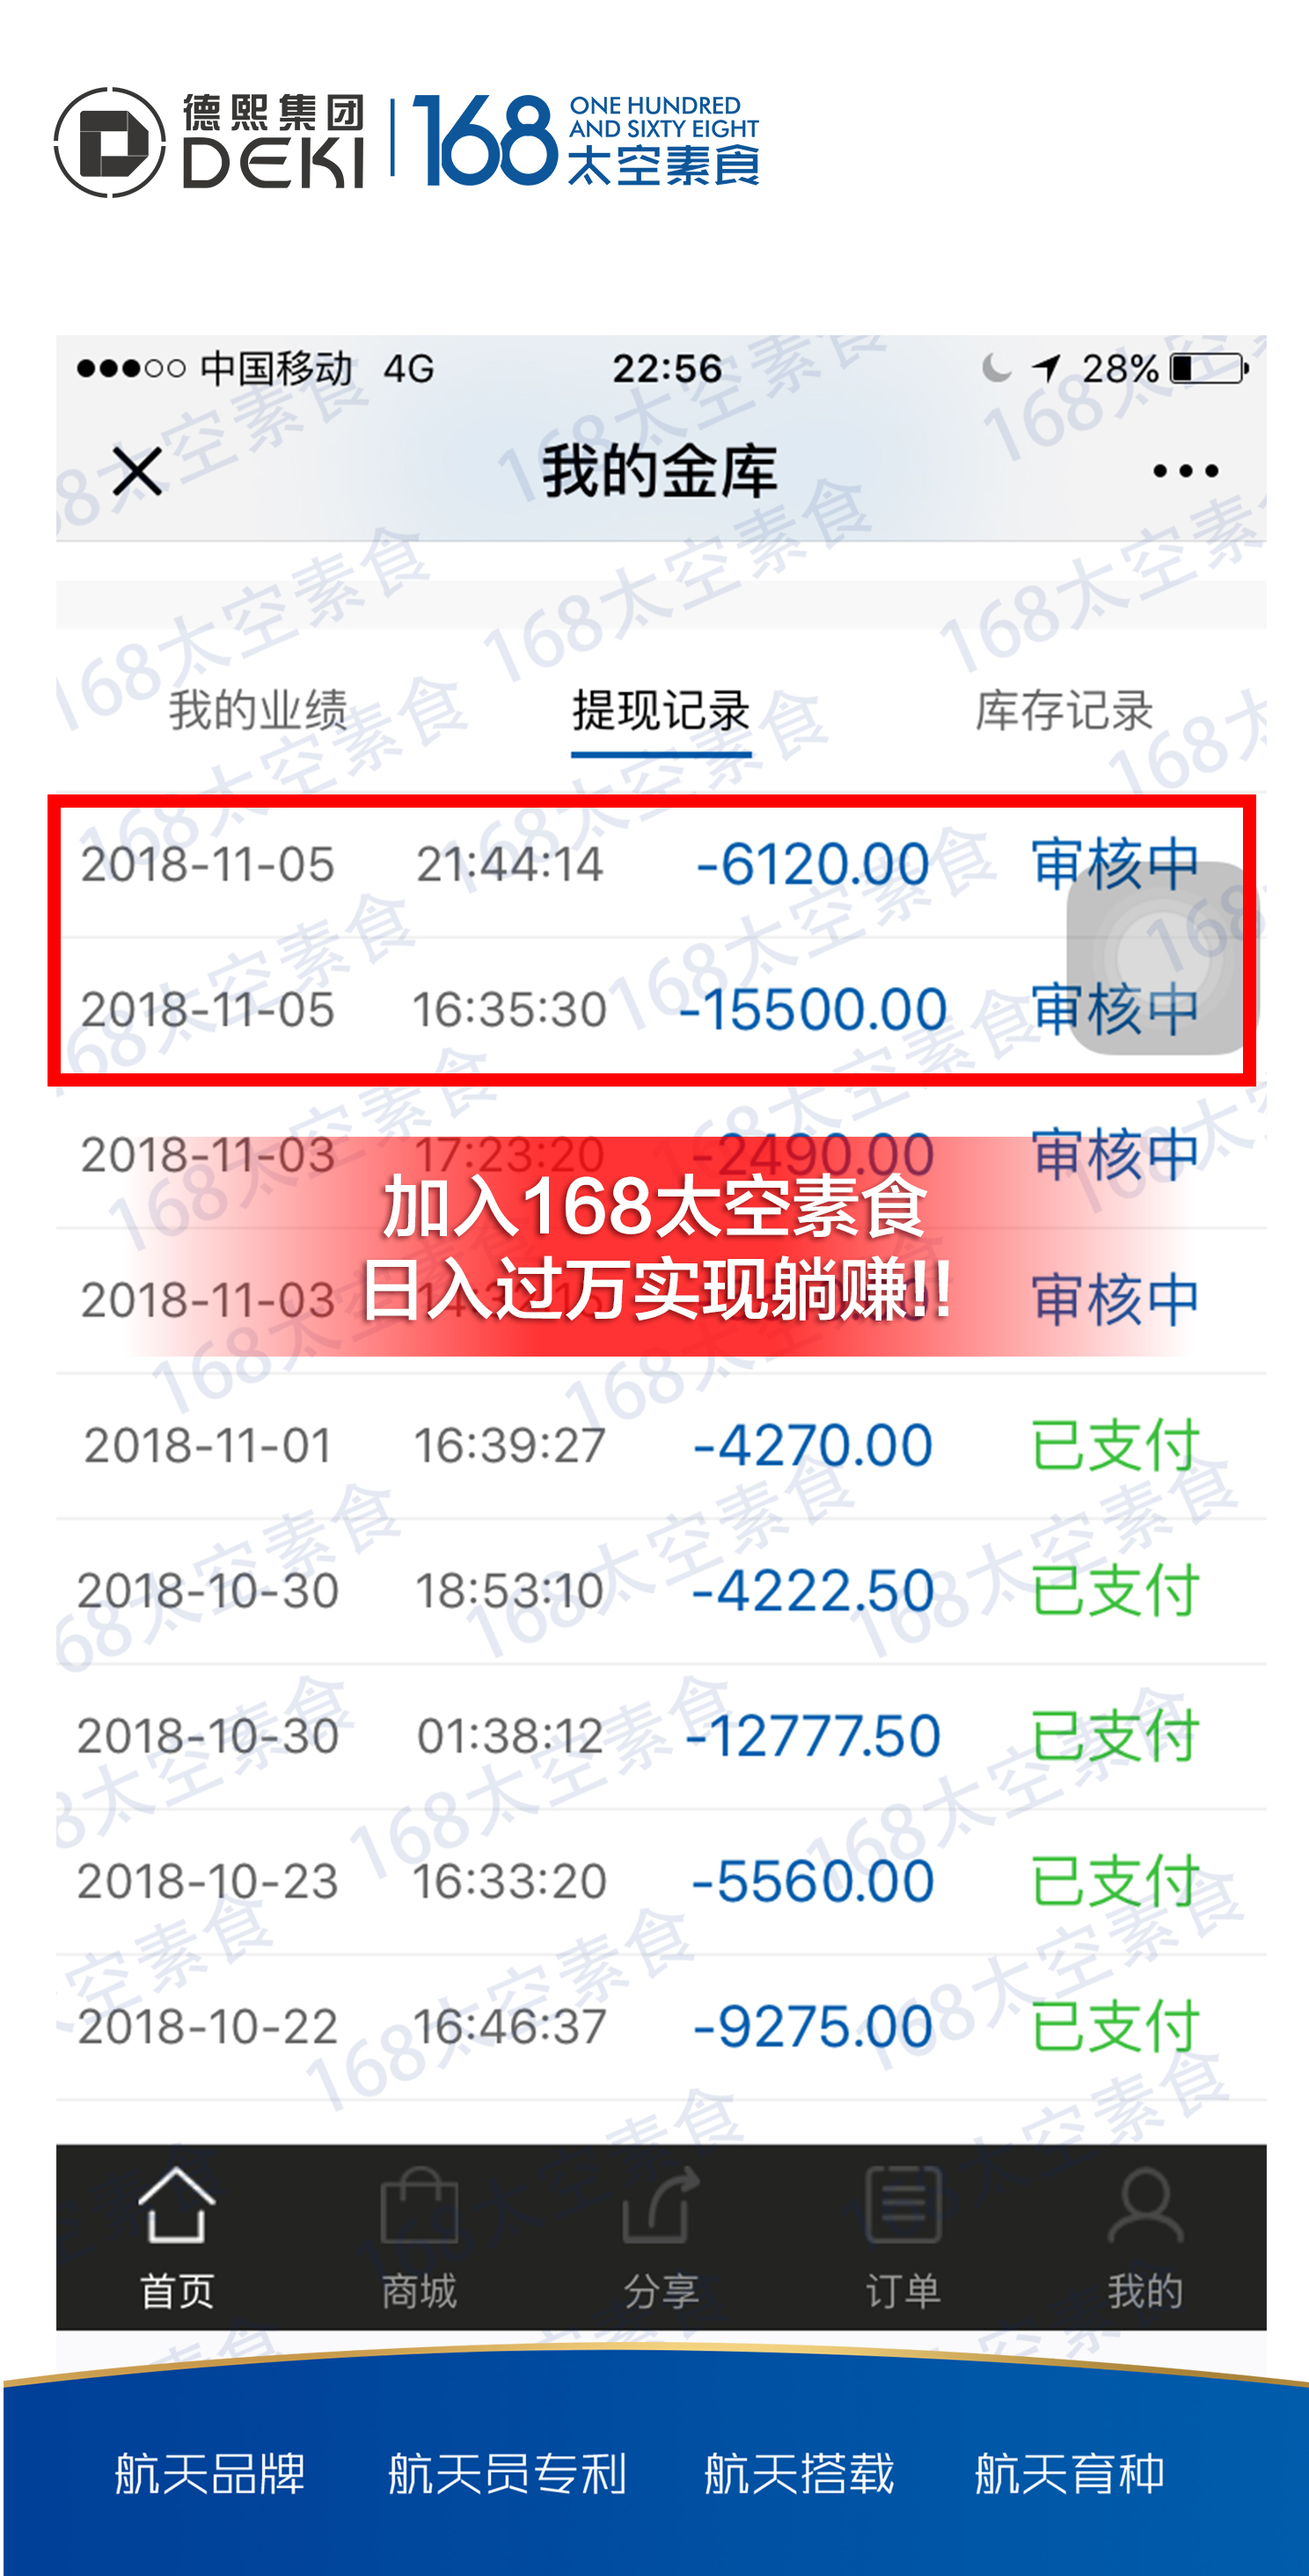 德熙集团
DEKI
168
ONE HUNDRED
AND SIXTY EIGHT
太空素食
中国移动 4G 22:56 28%
我的金库
我的业绩 提现记录 库存记录
2018-11-05 21:44:14 -6120.00 审核中
2018-11-05 16:35:30 -15500.00 审核中
2018-11-03 17:23:20 -2490.00 审核中
加入168太空素食
日入过万实现躺赚!!
2018-11-03 审核中
2018-11-01 16:39:27 -4270.00 已支付
2018-10-30 18:53:10 -4222.50 已支付
2018-10-30 01:38:12 -12777.50 已支付
2018-10-23 16:33:20 -5560.00 已支付
2018-10-22 16:46:37 -9275.00 已支付
首页 商城 分享 订单 我的
航天品牌 航天员专利 航天搭载 航天育种
168太空素食